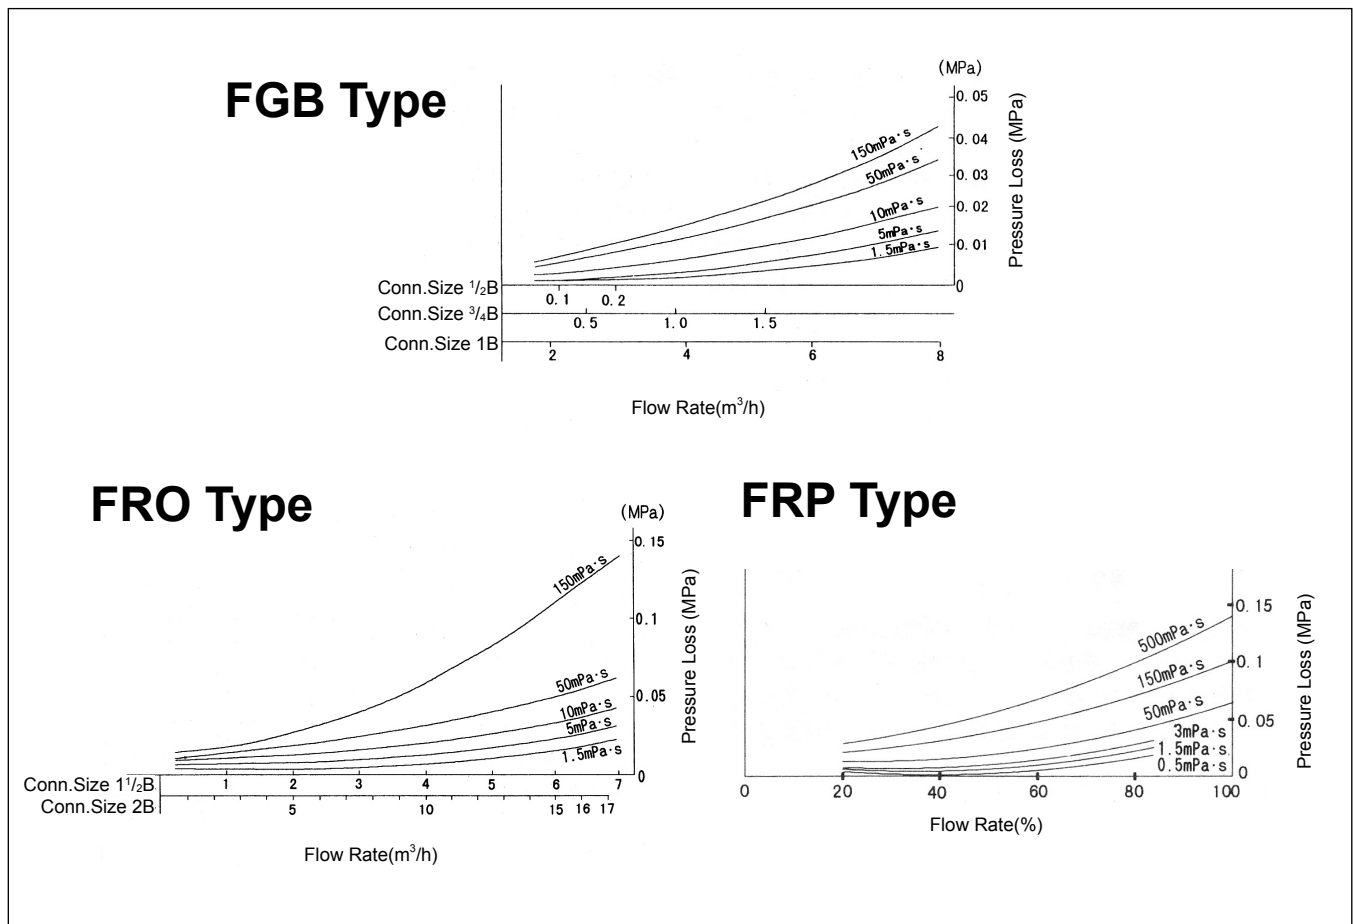 FGB Type
(MPa)
0.05
0.04
0.03
0.02
0.01
0
Pressure Loss (MPa)
150mPa·s
50mPa·s
10mPa·s
5mPa·s
1.5mPa·s
Conn.Size 1/2B
0.1 0.2
Conn.Size 3/4B
0.5 1.0 1.5
Conn.Size 1B
2 4 6 8
Flow Rate(m³/h)
FRO Type
(MPa)
0.15
0.1
0.05
0
Pressure Loss (MPa)
150mPa·s
50mPa·s
10mPa·s
5mPa·s
1.5mPa·s
Conn.Size 1 1/2B
1 2 3 4 5 6 7
Conn.Size 2B
5 10 15 16 17
Flow Rate(m³/h)
FRP Type
0.15
0.1
0.05
0
Pressure Loss (MPa)
500mPa·s
150mPa·s
50mPa·s
3mPa·s
1.5mPa·s
0.5mPa·s
0 20 40 60 80 100
Flow Rate(%)